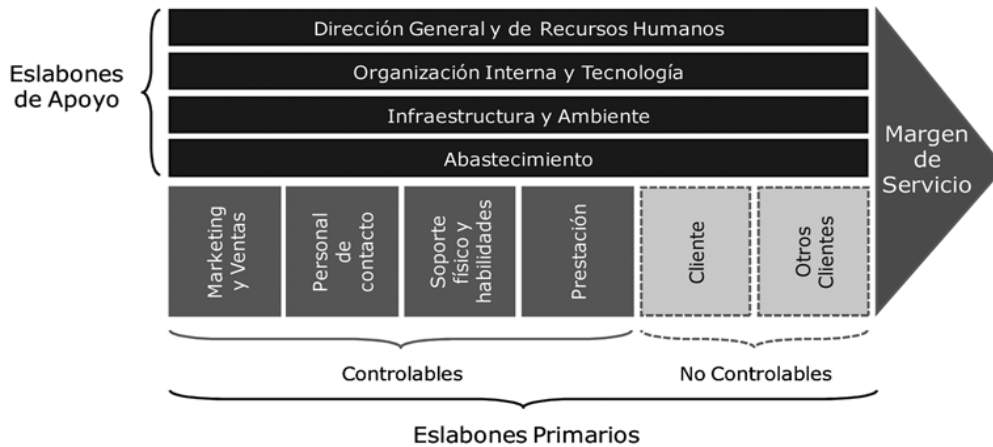 Eslabones
de Apoyo
Dirección General y de Recursos Humanos
Organización Interna y Tecnología
Infraestructura y Ambiente
Abastecimiento
Marketing
y Ventas
Personal
de
contacto
Soporte
físico y
habilidades
Prestación
Cliente
Otros
Clientes
Margen
de
Servicio
Controlables
No Controlables
Eslabones Primarios